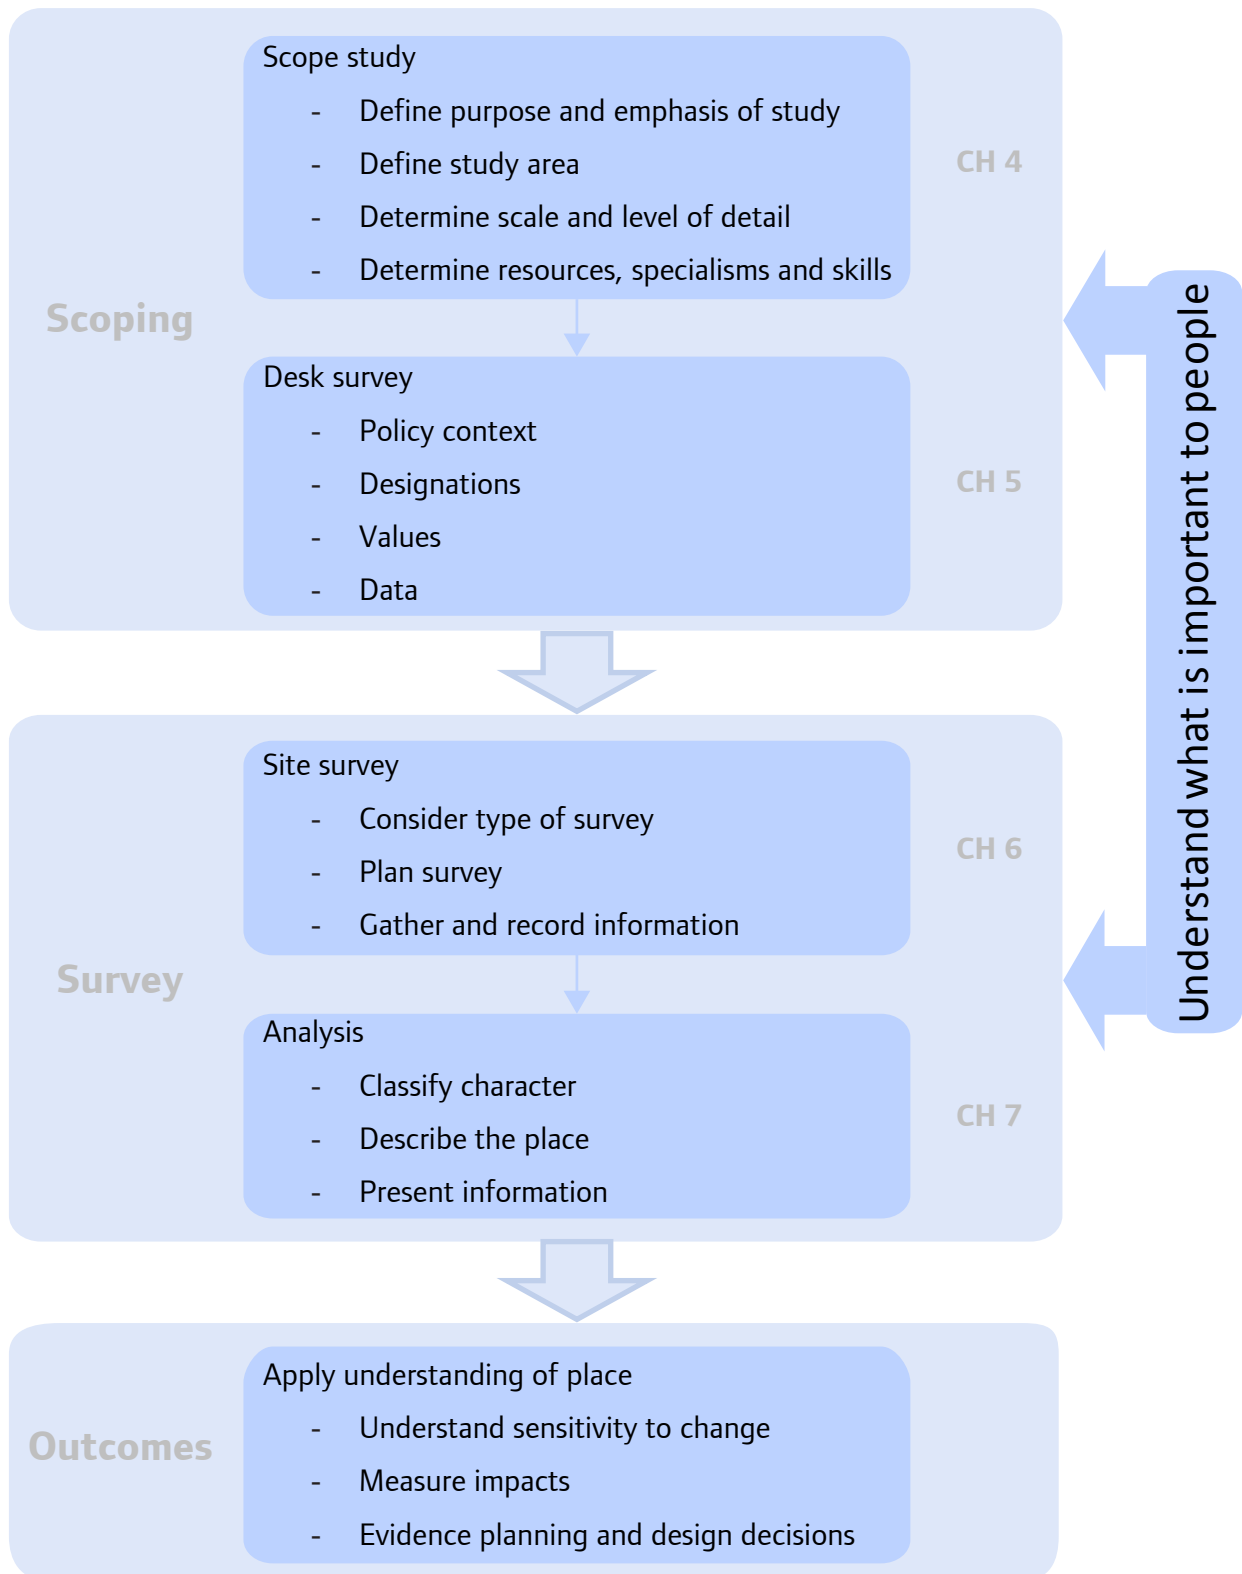 Scoping
Scope study
- Define purpose and emphasis of study
- Define study area
- Determine scale and level of detail
- Determine resources, specialisms and skills
CH 4
Desk survey
- Policy context
- Designations
- Values
- Data
CH 5
Survey
Site survey
- Consider type of survey
- Plan survey
- Gather and record information
CH 6
Analysis
- Classify character
- Describe the place
- Present information
CH 7
Outcomes
Apply understanding of place
- Understand sensitivity to change
- Measure impacts
- Evidence planning and design decisions
Understand what is important to people